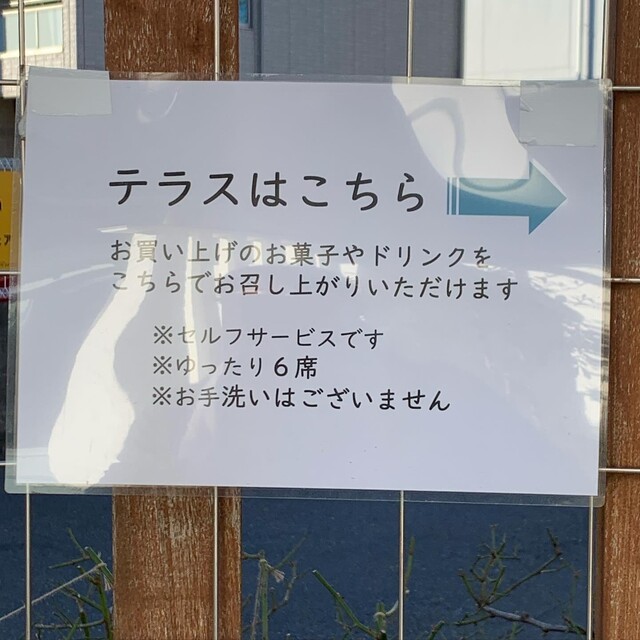 テラスはこちら
お買い上げのお菓子やドリンクを
こちらでお召し上がりいただけます
※セルフサービスです
※ゆったり６席
※お手洗いはございません